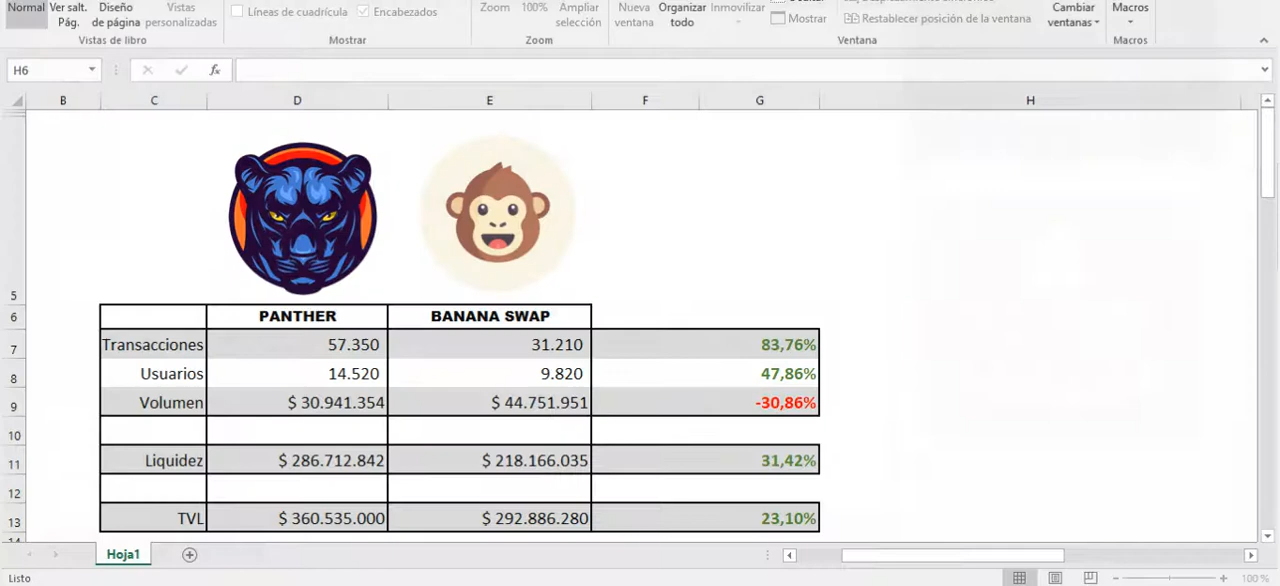 Normal Ver salt. Diseño Vistas
Pág. de página personalizadas
Vistas de libro
Líneas de cuadrícula Encabezados
Mostrar
Zoom 100% Ampliar
selección
Zoom
Nueva Organizar Inmovilizar
ventana todo
Mostrar
Restablecer posición de la ventana
Ventana
Cambiar
ventanas
Macros
Macros
H6 fx
B C D E F G H
5
6 PANTHER BANANA SWAP
7 Transacciones 57.350 31.210 83,76%
8 Usuarios 14.520 9.820 47,86%
9 Volumen $ 30.941.354 $ 44.751.951 -30,86%
10
11 Liquidez $ 286.712.842 $ 218.166.035 31,42%
12
13 TVL $ 360.535.000 $ 292.886.280 23,10%
Hoja1
Listo 100 %